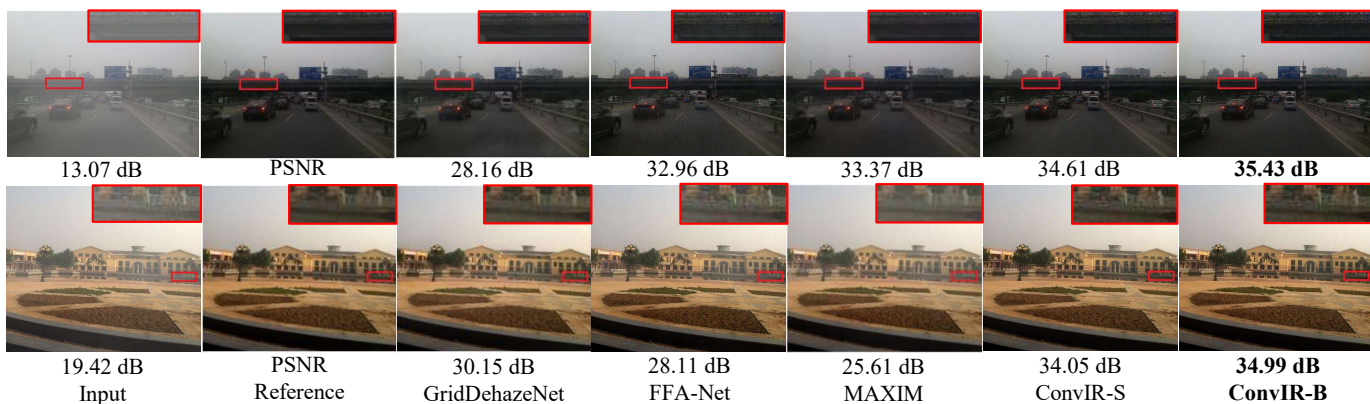 13.07 dB PSNR 28.16 dB 32.96 dB 33.37 dB 34.61 dB 35.43 dB
19.42 dB PSNR 30.15 dB 28.11 dB 25.61 dB 34.05 dB 34.99 dB
Input Reference GridDehazeNet FFA-Net MAXIM ConvIR-S ConvIR-B